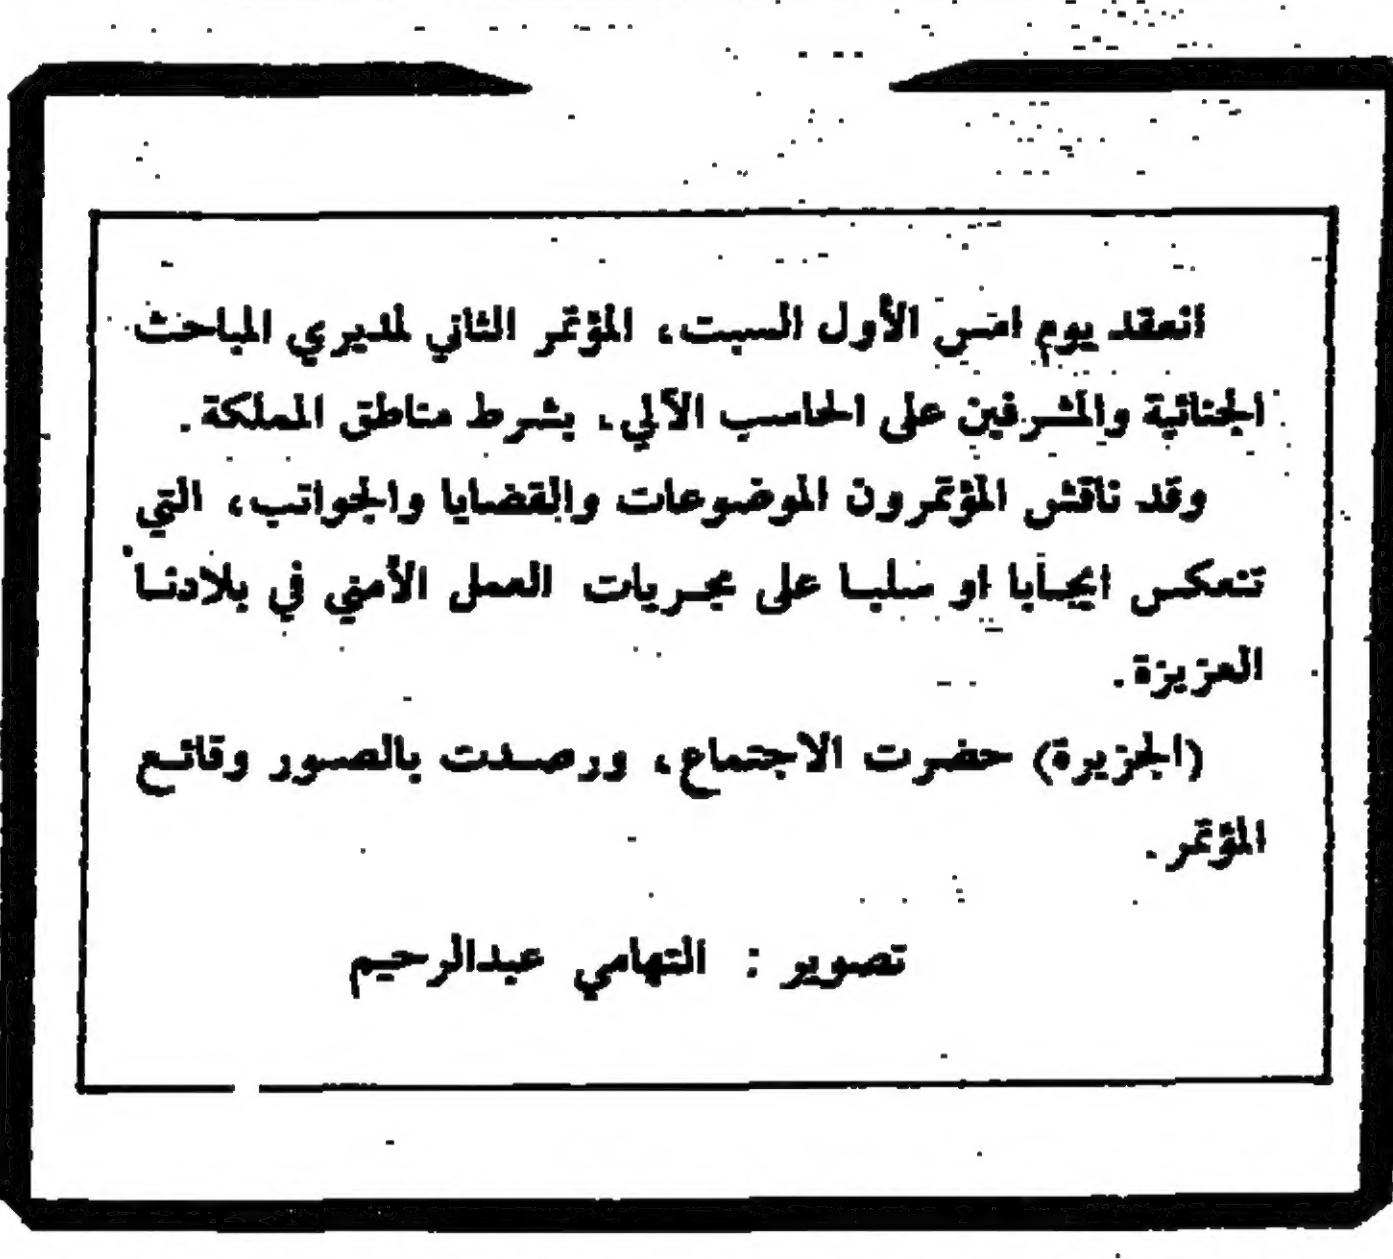 انعقد يوم امس الأول السبت، المؤتمر الثاني لمديري المباحث
الجنائية والمشرفين على الحاسب الآلي، بشرط مناطق المملكة.
وقد ناقش المؤتمرون الموضوعات والقضايا والجوانب، التي
تنعكس ايجابا او سلبا على مجريات العمل الأمني في بلادنا
العزيزة.
(الجزيرة) حضرت الاجتماع، ورصدت بالصور وقائع
المؤتمر.
تصوير : التهامي عبدالرحيم